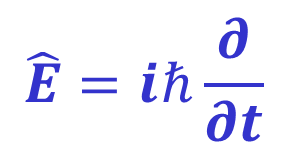 Ê = iℏ ∂/∂t